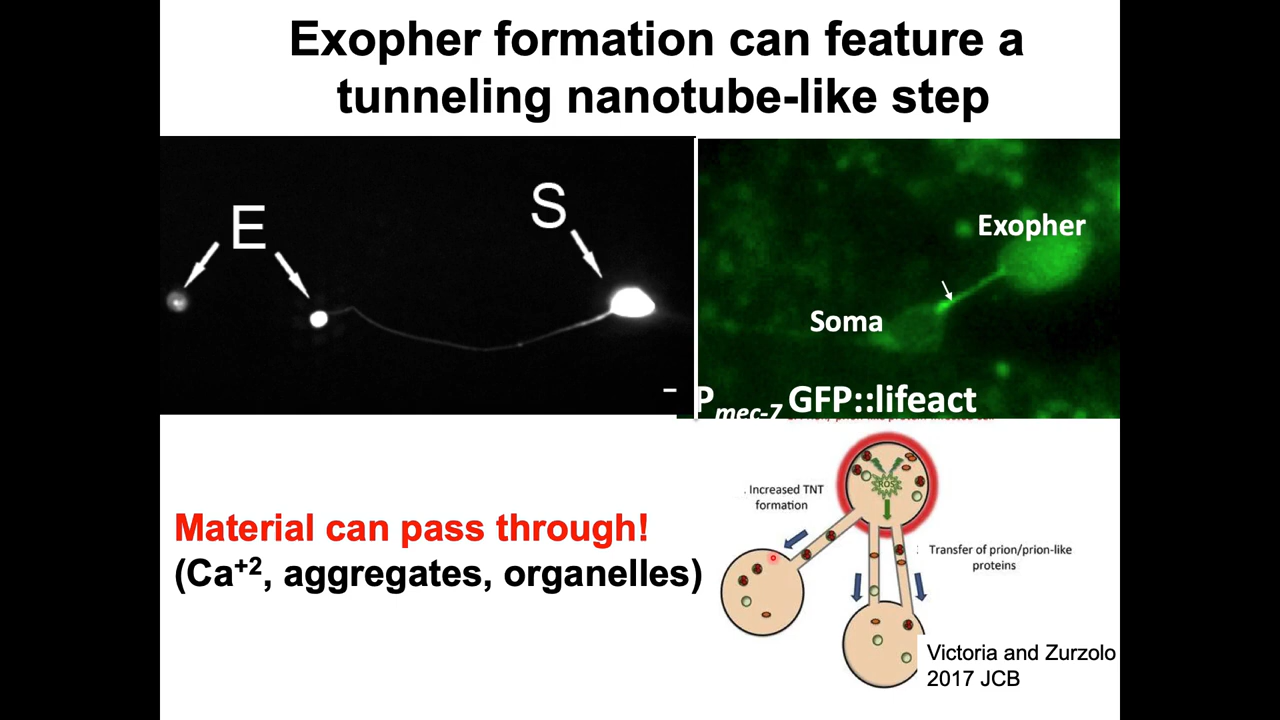 Exopher formation can feature a
tunneling nanotube-like step
E
S
Exopher
Soma
Pmec-7 GFP::lifeact
Material can pass through!
(Ca+2, aggregates, organelles)
. Increased TNT
formation
ROS
Transfer of prion/prion-like
proteins
Victoria and Zurzolo
2017 JCB